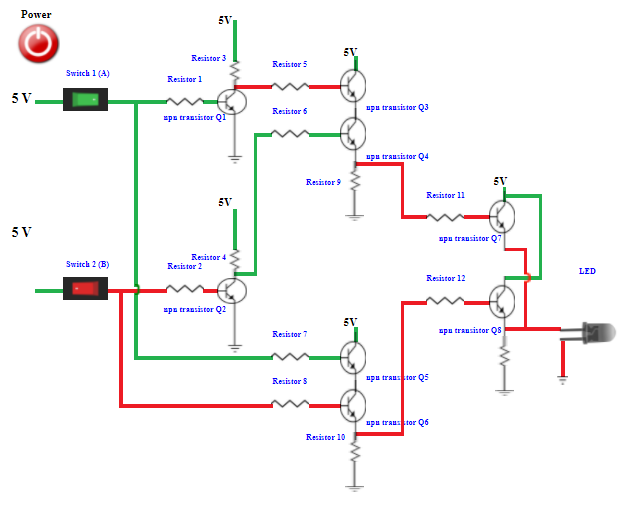 Power
5V
Switch 1 (A)
Resistor 3
Resistor 5
5V
Resistor 1
5 V
npn transistor Q1
npn transistor Q3
Resistor 6
npn transistor Q4
Resistor 9
5V
Resistor 11
5V
5 V
npn transistor Q7
Switch 2 (B)
Resistor 4
Resistor 2
LED
Resistor 12
npn transistor Q2
5V
npn transistor Q8
Resistor 7
Resistor 8
npn transistor Q5
npn transistor Q6
Resistor 10